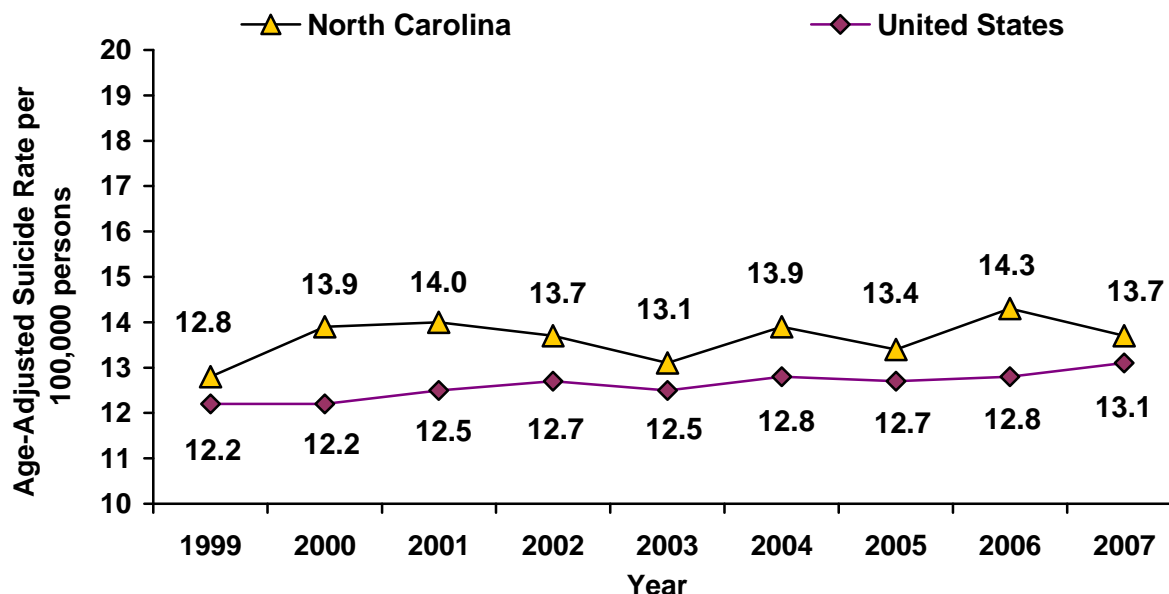 North Carolina United States
Age-Adjusted Suicide Rate per
100,000 persons
20
19
18
17
16
15
14
13
12
11
10
12.8 13.9 14.0 13.7 13.1 13.9 13.4 14.3 13.7
12.2 12.2 12.5 12.7 12.5 12.8 12.7 12.8 13.1
1999 2000 2001 2002 2003 2004 2005 2006 2007
Year